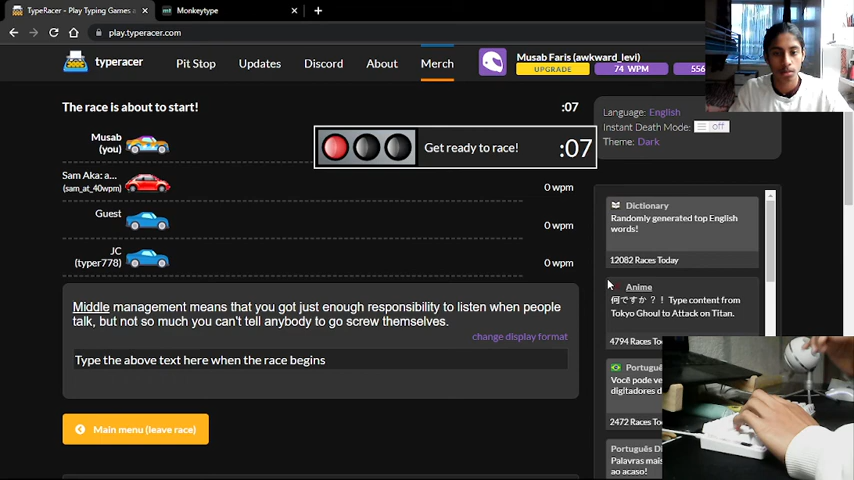 TypeRacer - Play Typing Games a
Monkeytype
play.typeracer.com
typeracer
Pit Stop
Updates
Discord
About
Merch
Musab Faris (awkward_levi)
UPGRADE
74 WPM
556
The race is about to start!
:07
Language: English
Instant Death Mode: off
Theme: Dark
Get ready to race!
:07
Musab
(you)
Sam Aka: a...
(sam_at_40wpm)
0 wpm
Guest
0 wpm
JC
(typer778)
0 wpm
Dictionary
Randomly generated top English
words!
12082 Races Today
Anime
何ですか？！ Type content from
Tokyo Ghoul to Attack on Titan.
4794 Races To
Middle management means that you got just enough responsibility to listen when people
talk, but not so much you can't tell anybody to go screw themselves.
change display format
Type the above text here when the race begins
Portugu
Você pode ve
digitadores d
2472 Races Tod
Main menu (leave race)
Português D
Palavras mais
ao acaso!